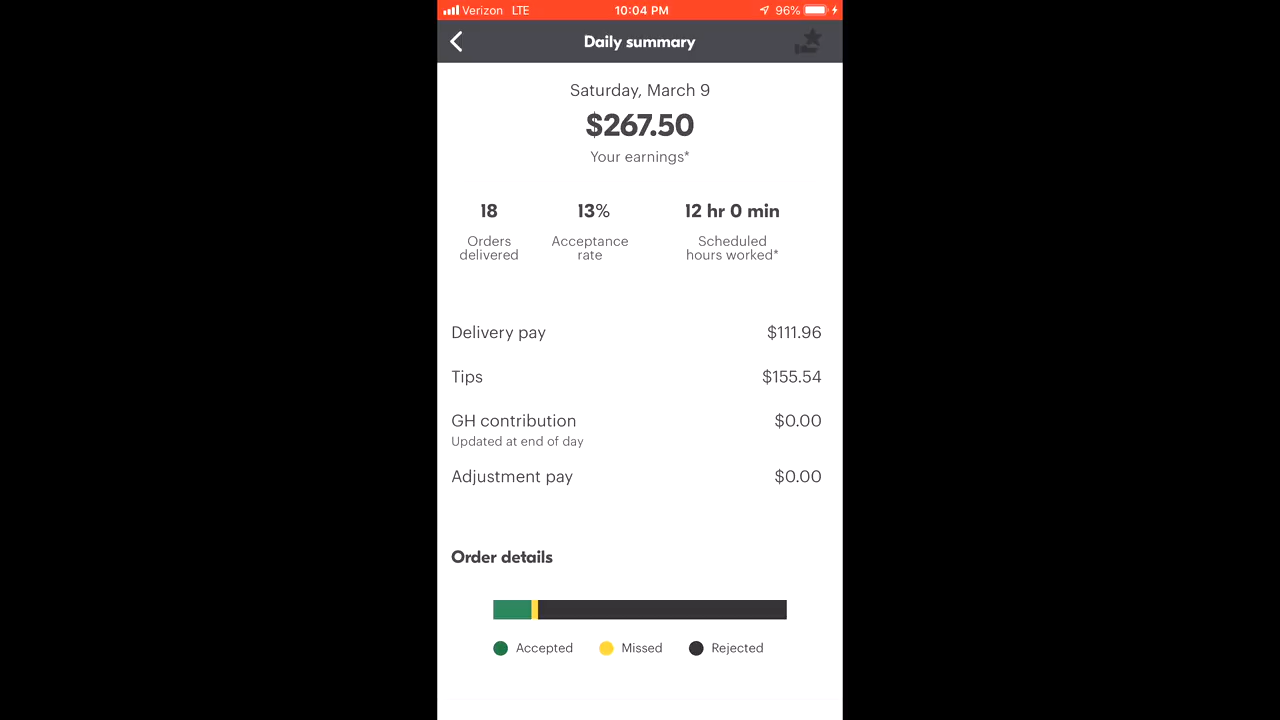 Verizon LTE 10:04 PM 96%
Daily summary
Saturday, March 9
$267.50
Your earnings*
18 13% 12 hr 0 min
Orders Acceptance Scheduled
delivered rate hours worked*
Delivery pay $111.96
Tips $155.54
GH contribution $0.00
Updated at end of day
Adjustment pay $0.00
Order details
Accepted Missed Rejected